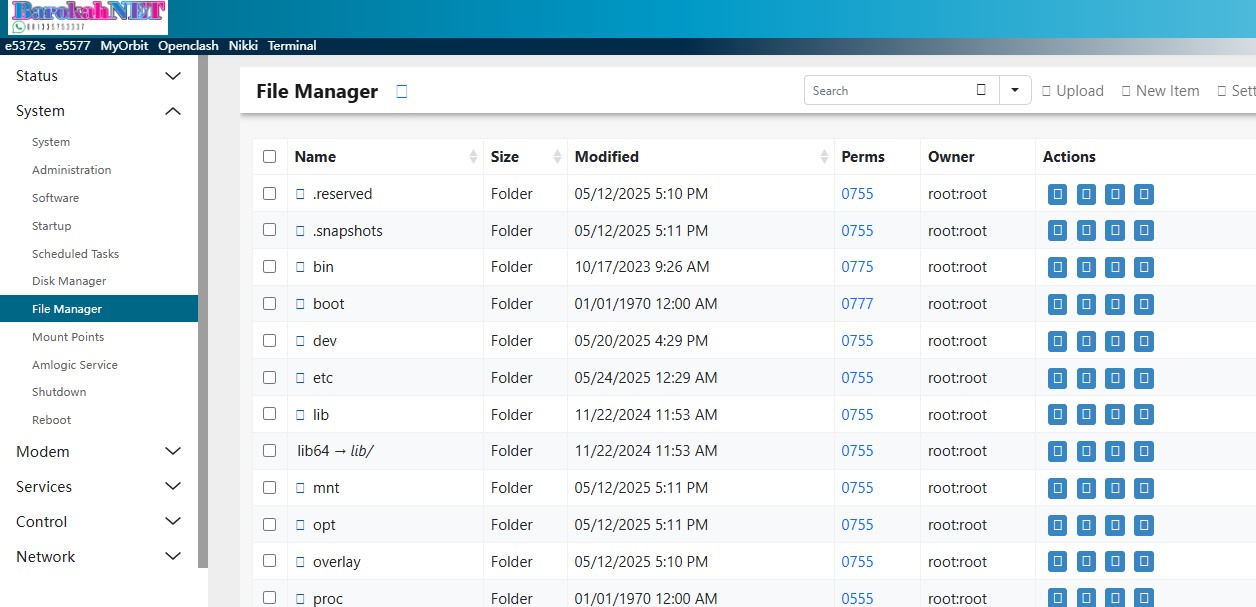 BarokahNET
e5372s e5577 MyOrbit Openclash Nikki Terminal
Status
System
System
Administration
Software
Startup
Scheduled Tasks
Disk Manager
File Manager
Mount Points
Amlogic Service
Shutdown
Reboot
Modem
Services
Control
Network
File Manager
Search
Upload New Item Sett
Name Size Modified Perms Owner Actions
.reserved Folder 05/12/2025 5:10 PM 0755 root:root
.snapshots Folder 05/12/2025 5:11 PM 0755 root:root
bin Folder 10/17/2023 9:26 AM 0775 root:root
boot Folder 01/01/1970 12:00 AM 0777 root:root
dev Folder 05/20/2025 4:29 PM 0755 root:root
etc Folder 05/24/2025 12:29 AM 0755 root:root
lib Folder 11/22/2024 11:53 AM 0755 root:root
lib64 → lib/ Folder 11/22/2024 11:53 AM 0755 root:root
mnt Folder 05/12/2025 5:11 PM 0755 root:root
opt Folder 05/12/2025 5:11 PM 0755 root:root
overlay Folder 05/12/2025 5:10 PM 0755 root:root
proc Folder 01/01/1970 12:00 AM 0555 root:root